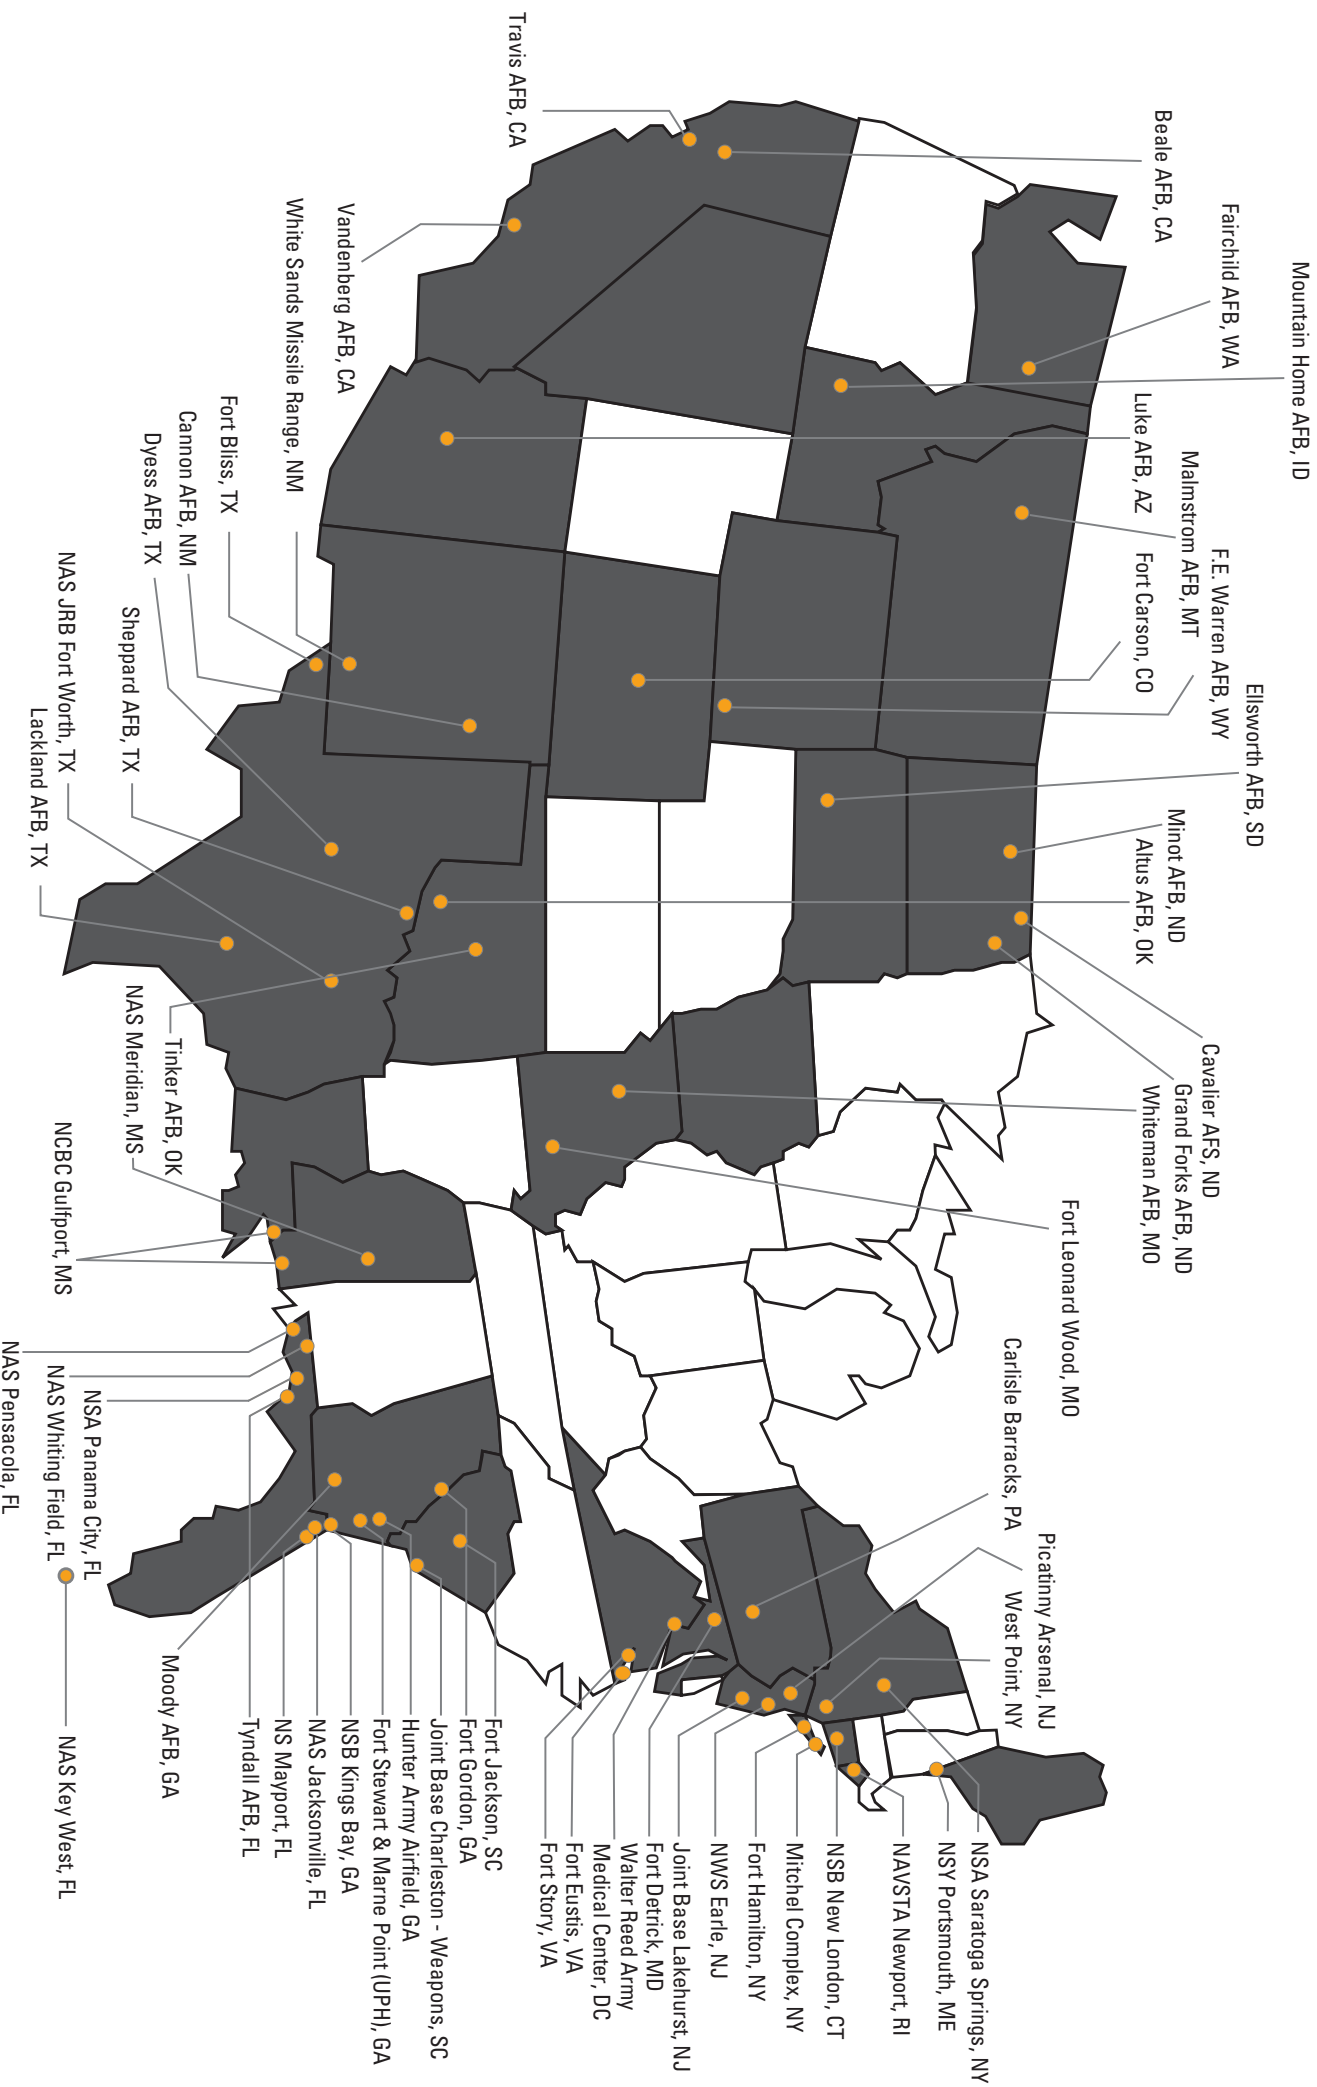 Mountain Home AFB, ID
Fairchild AFB, WA
Beale AFB, CA
Travis AFB, CA
Vandenberg AFB, CA
White Sands Missile Range, NM
Fort Bliss, TX
Cannon AFB, NM
Dyess AFB, TX
Sheppard AFB, TX
NAS JRB Fort Worth, TX
Lackland AFB, TX
Luke AFB, AZ
Malmstrom AFB, MT
Fort Carson, CO
F.E. Warren AFB, WY
Ellsworth AFB, SD
Minot AFB, ND
Altus AFB, OK
Cavalier AFS, ND
Grand Forks AFB, ND
Whiteman AFB, MO
Fort Leonard Wood, MO
Tinker AFB, OK
NAS Meridian, MS
NCBC Gulfport, MS
NAS Pensacola, FL
NAS Whiting Field, FL
NSA Panama City, FL
NAS Key West, FL
Carlisle Barracks, PA
Picatinny Arsenal, NJ
West Point, NY
NSA Saratoga Springs, NY
NSY Portsmouth, ME
NAVSTA Newport, RI
NSB New London, CT
Mitchel Complex, NY
Fort Hamilton, NY
NWS Earle, NJ
Joint Base Lakehurst, NJ
Fort Detrick, MD
Walter Reed Army
Medical Center, DC
Fort Eustis, VA
Fort Story, VA
Fort Jackson, SC
Fort Gordon, GA
Joint Base Charleston - Weapons, SC
Hunter Army Airfield, GA
Fort Stewart & Marne Point (UPH), GA
NSB Kings Bay, GA
NAS Jacksonville, FL
NS Mayport, FL
Tyndall AFB, FL
Moody AFB, GA